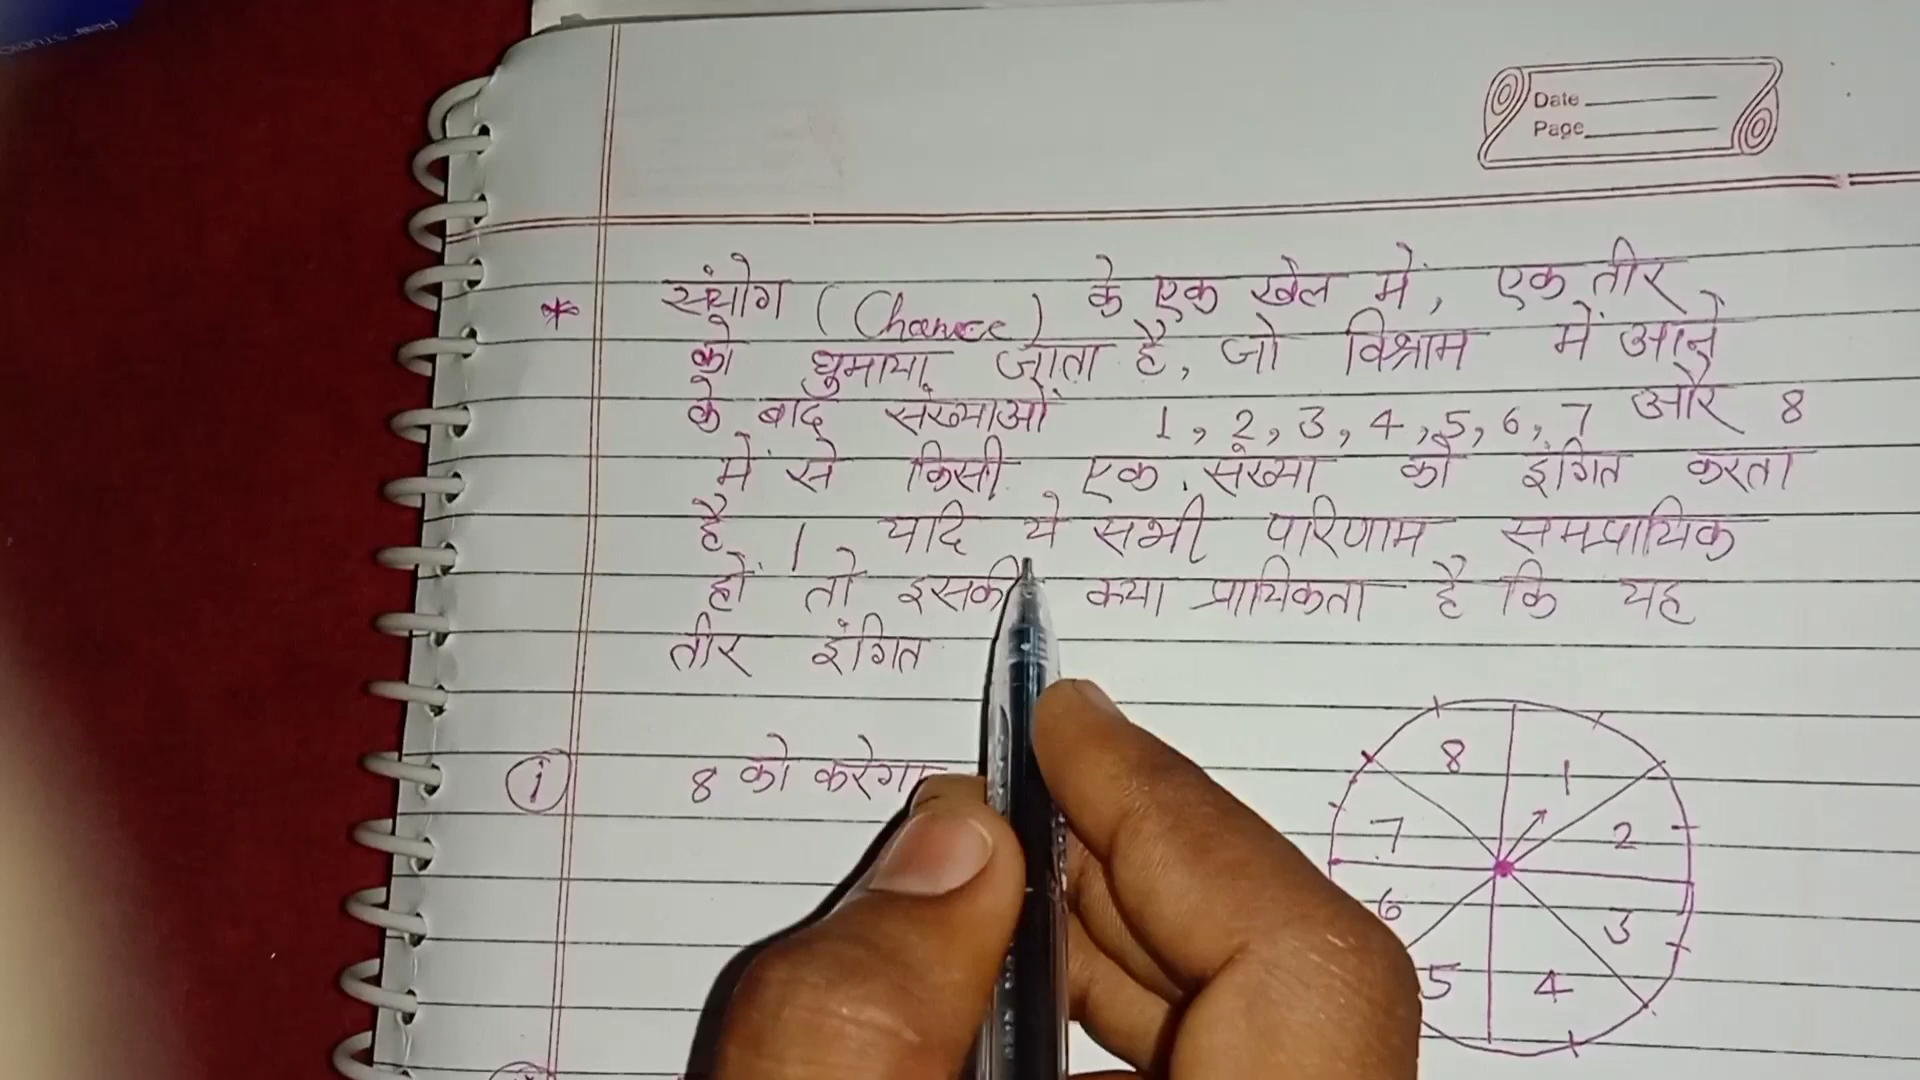 Date
Page
* संयोग (Chance) के एक खेल में, एक तीर
को घुमाया जाता है, जो विश्राम में आने
के बाद संख्याओं 1, 2, 3, 4, 5, 6, 7 और 8
में से किसी एक संख्या को इंगित करता
है । यदि ये सभी परिणाम समप्रायिक
हों तो इसकी क्या प्रायिकता है कि यह
तीर इंगित
i 8 को करेगा
8 1
7 2
6 3
5 4